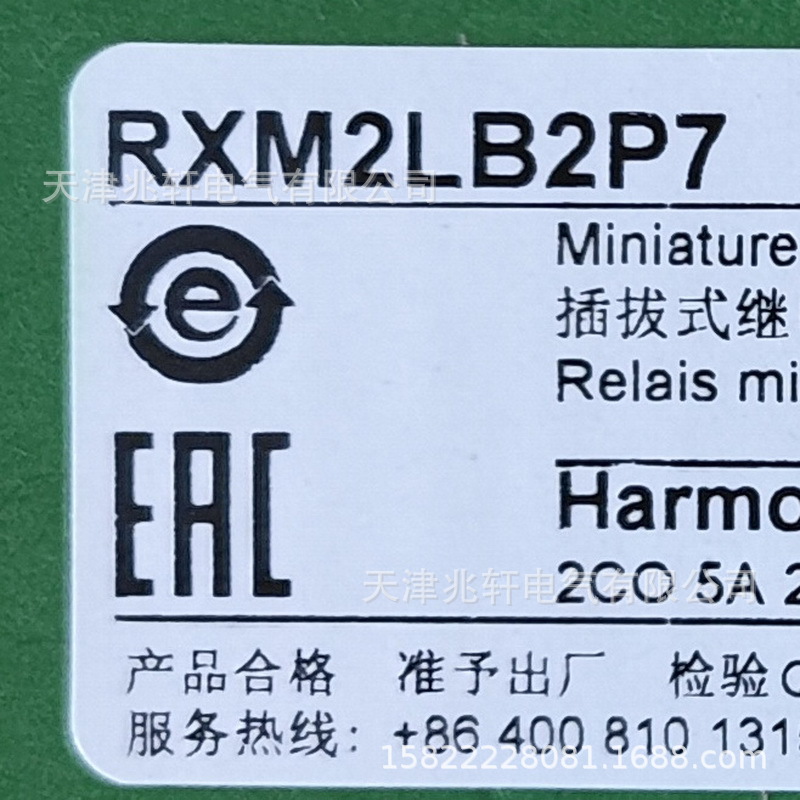 RXM2LB2P7
天津兆轩电气有限公司
Miniature
插拔式继
e
Relais mi
EAC
Harmo
2CO 5A 2
天津兆轩电气有限公司
产品合格 准予出厂 检验
服务热线: +86 400 810 131
15822228081.1688.com